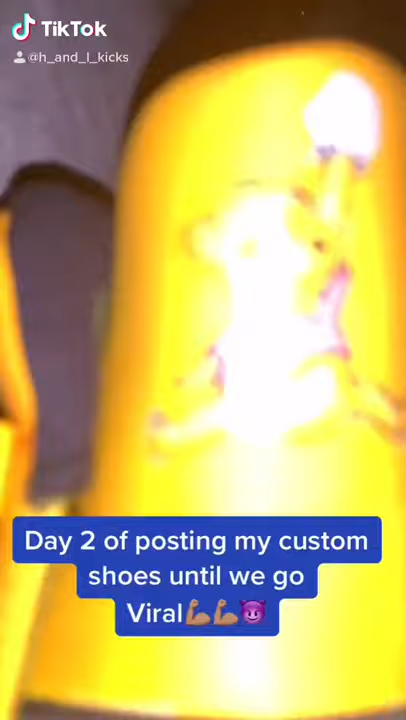 TikTok
@h_and_l_kicks
Day 2 of posting my custom
shoes until we go
Viral💪🏽💪🏽😈